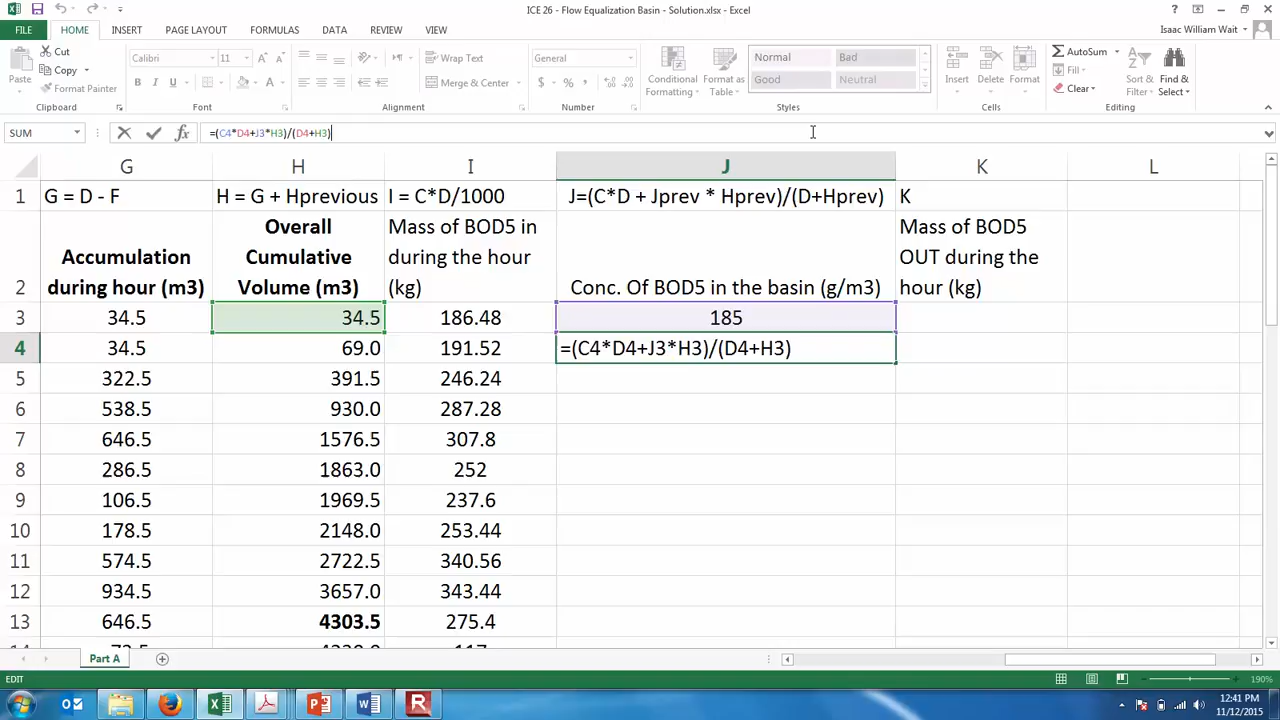 ICE 26 - Flow Equalization Basin - Solution.xlsx - Excel
FILE HOME INSERT PAGE LAYOUT FORMULAS DATA REVIEW VIEW Isaac William Wait
Paste Cut Copy Format Painter Clipboard
Calibri 11 B I U Font
Wrap Text Merge & Center Alignment
General $ % , Number
Conditional Formatting Format as Table Normal Bad Good Neutral Styles
Insert Delete Format Cells
AutoSum Fill Clear Sort & Filter Find & Select Editing
SUM fx =(C4*D4+J3*H3)/(D4+H3)
G H I J K L
1 G = D - F H = G + Hprevious I = C*D/1000 J=(C*D + Jprev * Hprev)/(D+Hprev) K
2 Accumulation during hour (m3) Overall Cumulative Volume (m3) Mass of BOD5 in during the hour (kg) Conc. Of BOD5 in the basin (g/m3) Mass of BOD5 OUT during the hour (kg)
3 34.5 34.5 186.48 185
4 34.5 69.0 191.52 =(C4*D4+J3*H3)/(D4+H3)
5 322.5 391.5 246.24
6 538.5 930.0 287.28
7 646.5 1576.5 307.8
8 286.5 1863.0 252
9 106.5 1969.5 237.6
10 178.5 2148.0 253.44
11 574.5 2722.5 340.56
12 934.5 3657.0 343.44
13 646.5 4303.5 275.4
Part A
EDIT 190%
12:41 PM
11/12/2015